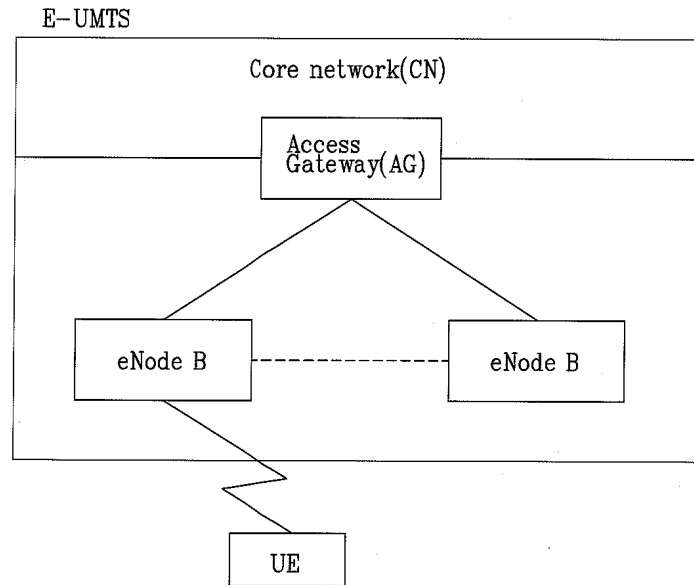 E-UMTS
Core network(CN)
Access
Gateway(AG)
eNode B
eNode B
UE